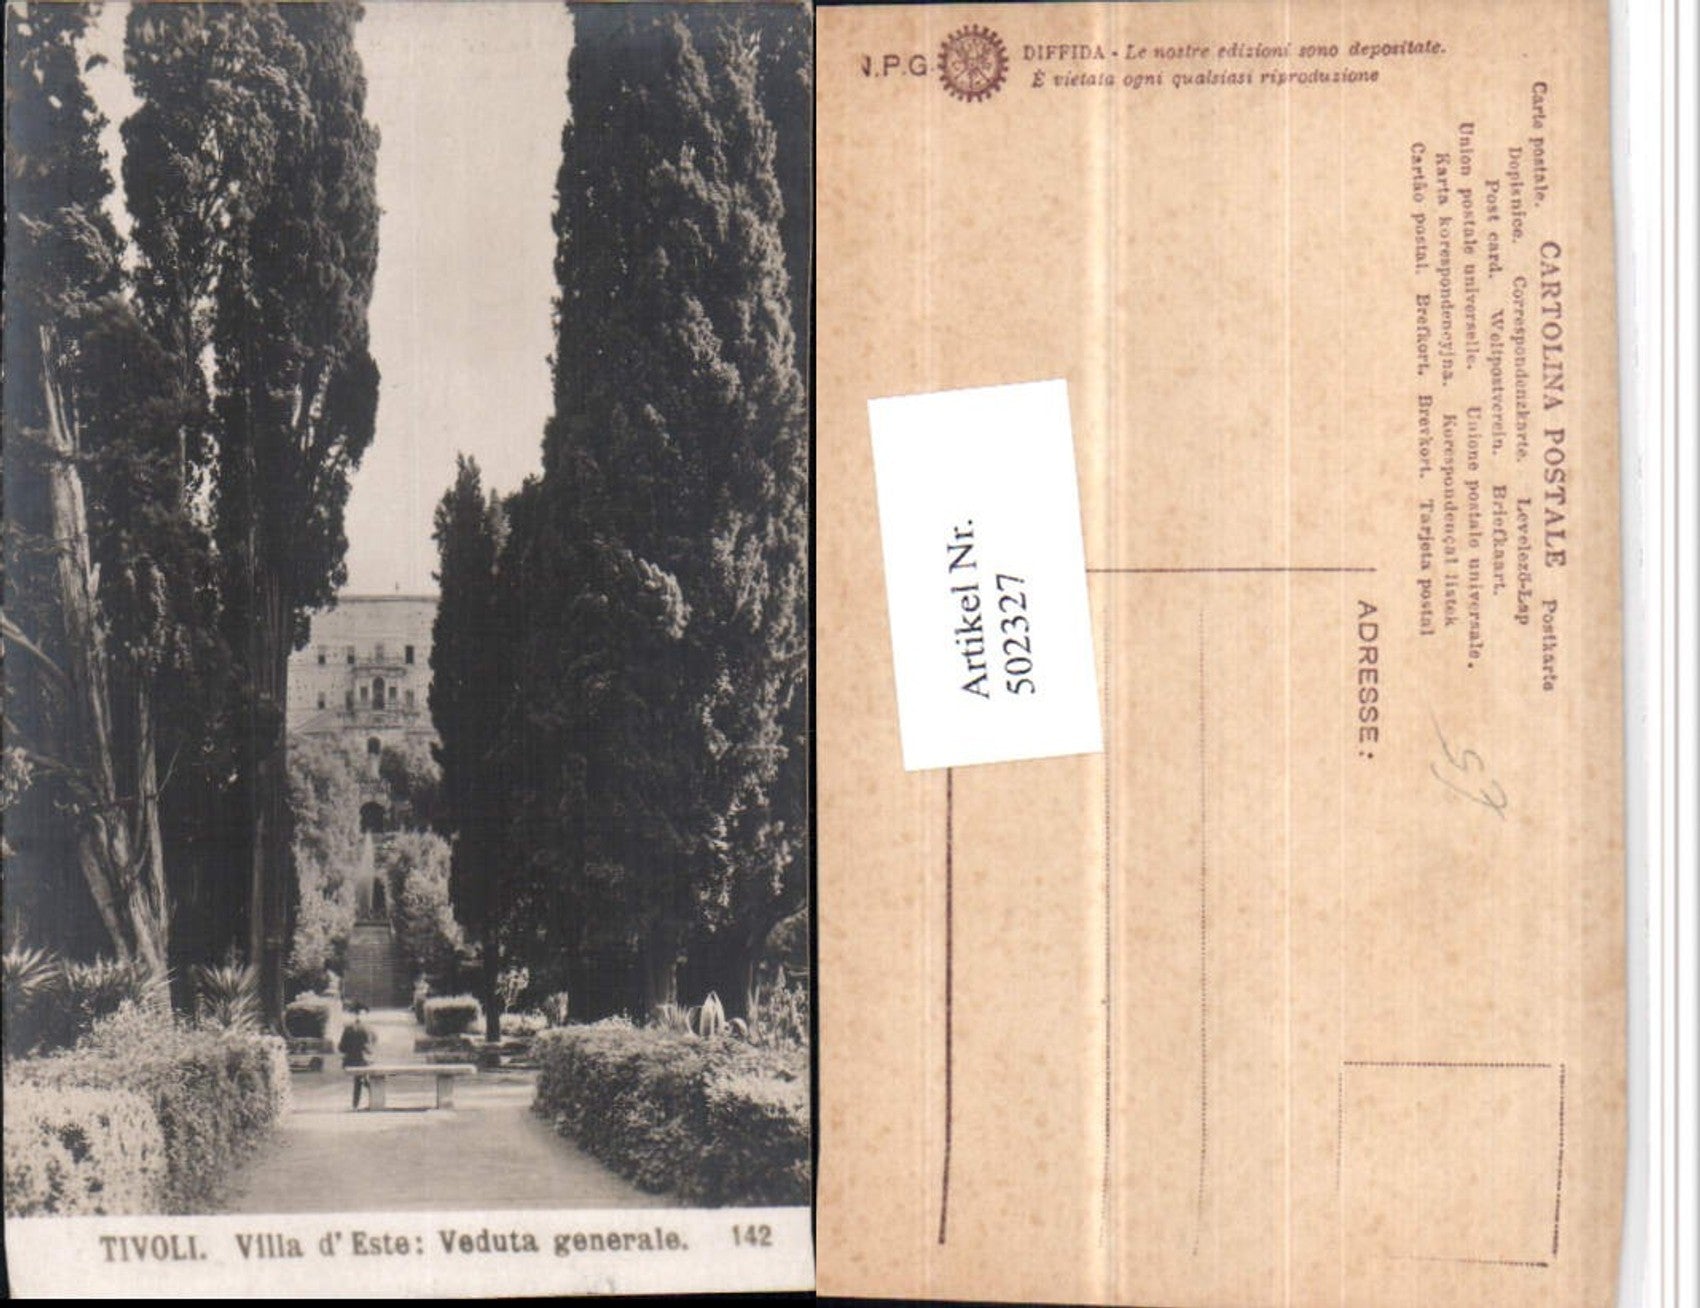 TIVOLI. Villa d'Este: Veduta generale. 142
N.P.G. DIFFIDA - Le nostre edizioni sono depositate.
È vietata ogni qualsiasi riproduzione
Carte postale. CARTOLINA POSTALE Postkarte
Dopisnice. Correspondenzkarte. Levelező-Lap
Post card. Weltpostverein. Briefkaart.
Union postale universelle. Unione postale universale.
Karta korespondencyjna. Korespondenčal listek
Cartão postal. Brefkort. Brevkort. Tarjeta postal
ADRESSE:
Artikel Nr.
502327